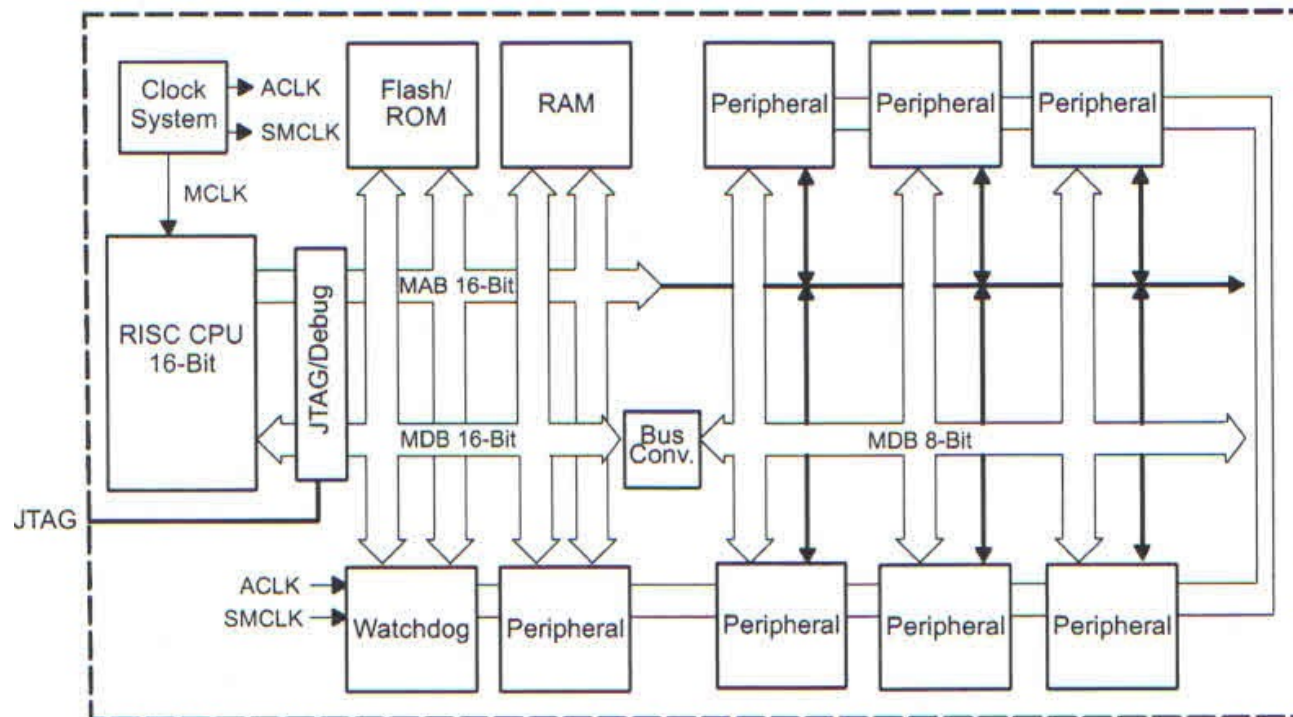 Clock
System
ACLK
SMCLK
MCLK
Flash/
ROM
RAM
Peripheral
Peripheral
Peripheral
RISC CPU
16-Bit
JTAG/Debug
MAB 16-Bit
MDB 16-Bit
Bus
Conv.
MDB 8-Bit
JTAG
ACLK
SMCLK
Watchdog
Peripheral
Peripheral
Peripheral
Peripheral